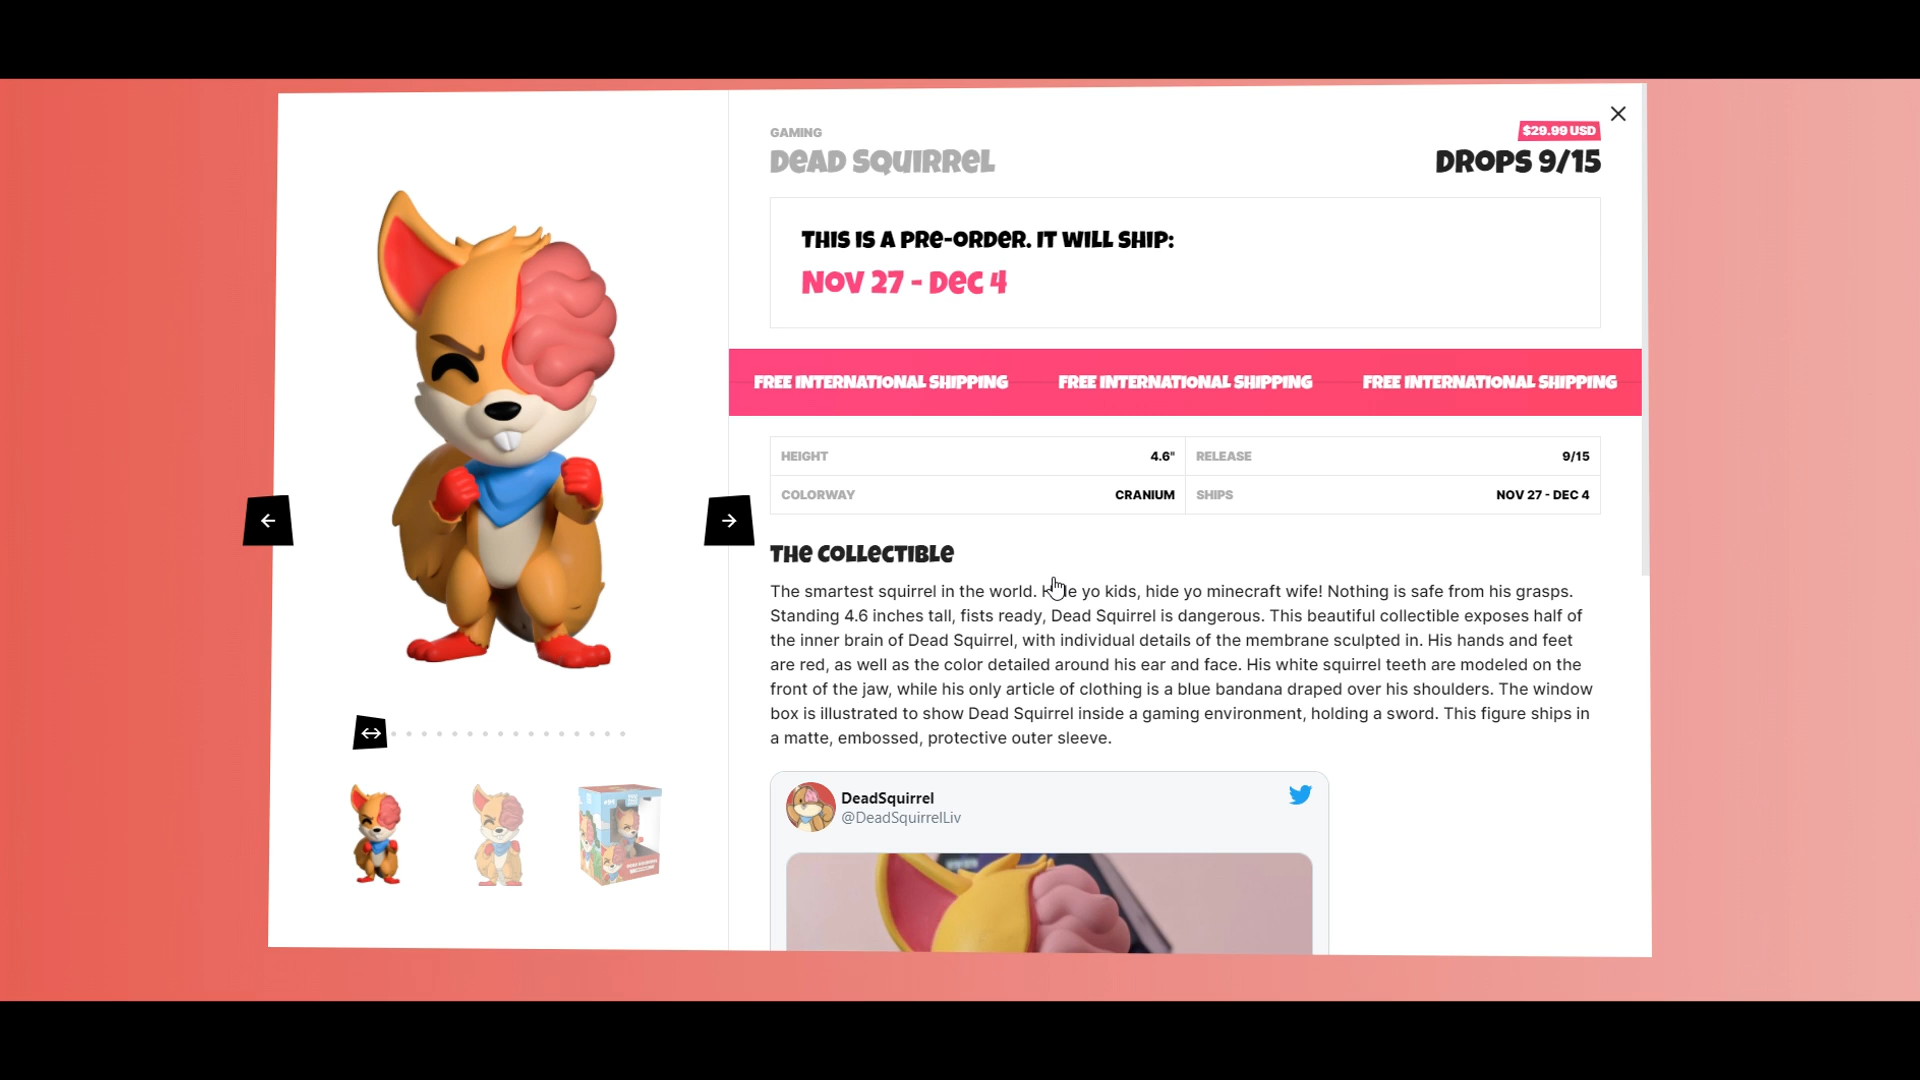 GAMING
DEAD SQUIRREL
$29.99 USD
DROPS 9/15
THIS IS A PRE-ORDER. IT WILL SHIP:
NOV 27 - DEC 4
FREE INTERNATIONAL SHIPPING FREE INTERNATIONAL SHIPPING FREE INTERNATIONAL SHIPPING
HEIGHT 4.6" RELEASE 9/15
COLORWAY CRANIUM SHIPS NOV 27 - DEC 4
THE COLLECTIBLE
The smartest squirrel in the world. Hide yo kids, hide yo minecraft wife! Nothing is safe from his grasps.
Standing 4.6 inches tall, fists ready, Dead Squirrel is dangerous. This beautiful collectible exposes half of
the inner brain of Dead Squirrel, with individual details of the membrane sculpted in. His hands and feet
are red, as well as the color detailed around his ear and face. His white squirrel teeth are modeled on the
front of the jaw, while his only article of clothing is a blue bandana draped over his shoulders. The window
box is illustrated to show Dead Squirrel inside a gaming environment, holding a sword. This figure ships in
a matte, embossed, protective outer sleeve.
DeadSquirrel
@DeadSquirrelLiv